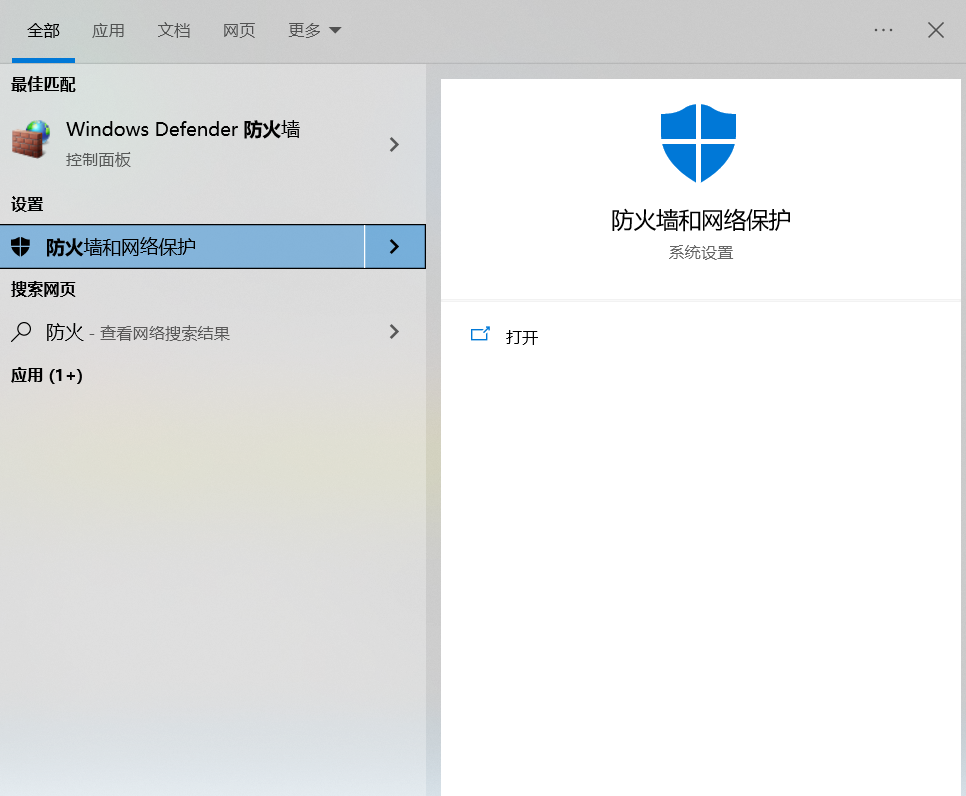 全部 应用 文档 网页 更多
最佳匹配
Windows Defender 防火墙
控制面板
设置
防火墙和网络保护
搜索网页
防火 - 查看网络搜索结果
应用 (1+)
防火墙和网络保护
系统设置
打开